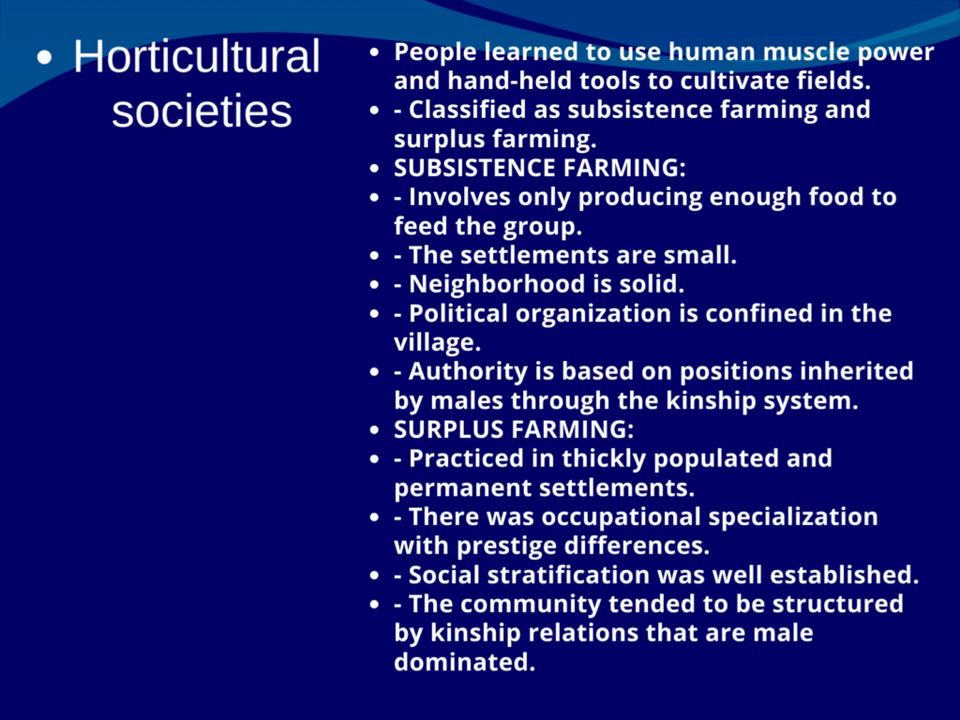 • Horticultural
societies
• People learned to use human muscle power
and hand-held tools to cultivate fields.
• - Classified as subsistence farming and
surplus farming.
• SUBSISTENCE FARMING:
• - Involves only producing enough food to
feed the group.
• - The settlements are small.
• - Neighborhood is solid.
• - Political organization is confined in the
village.
• - Authority is based on positions inherited
by males through the kinship system.
• SURPLUS FARMING:
• - Practiced in thickly populated and
permanent settlements.
• - There was occupational specialization
with prestige differences.
• - Social stratification was well established.
• - The community tended to be structured
by kinship relations that are male
dominated.